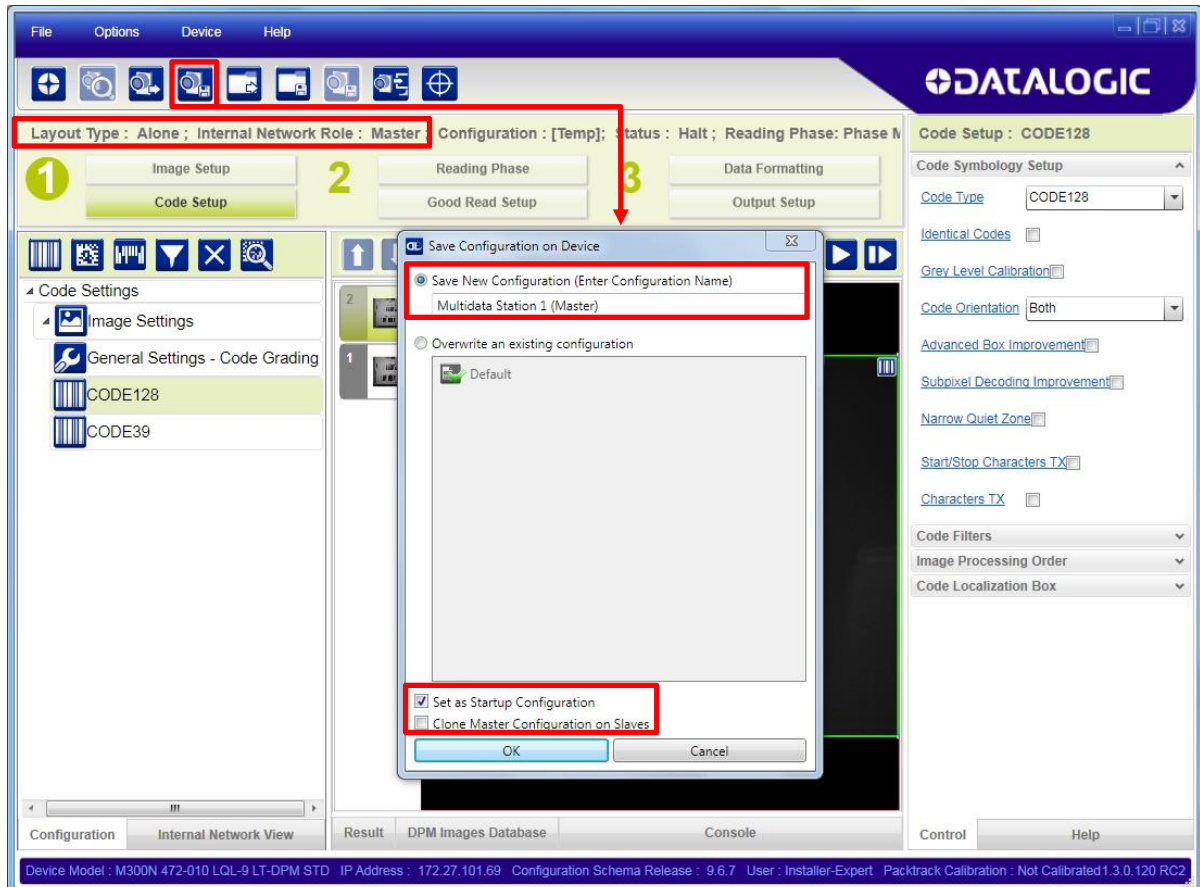 File Options Device Help
DATALOGIC
Layout Type : Alone ; Internal Network Role : Master ; Configuration : [Temp]; Status : Halt ; Reading Phase: Phase M
Code Setup : CODE128
1 Image Setup
Code Setup
2 Reading Phase
Good Read Setup
3 Data Formatting
Output Setup
Code Settings
Image Settings
General Settings - Code Grading
CODE128
CODE39
2
1
Save Configuration on Device
Save New Configuration (Enter Configuration Name)
Multidata Station 1 (Master)
Overwrite an existing configuration
Default
Set as Startup Configuration
Clone Master Configuration on Slaves
OK Cancel
Code Symbology Setup
Code Type CODE128
Identical Codes
Grey Level Calibration
Code Orientation Both
Advanced Box Improvement
Subpixel Decoding Improvement
Narrow Quiet Zone
Start/Stop Characters TX
Characters TX
Code Filters
Image Processing Order
Code Localization Box
Configuration Internal Network View
Result DPM Images Database Console
Control Help
Device Model : M300N 472-010 LQL-9 LT-DPM STD IP Address : 172.27.101.69 Configuration Schema Release : 9.6.7 User : Installer-Expert Packtrack Calibration : Not Calibrated 1.3.0.120 RC2